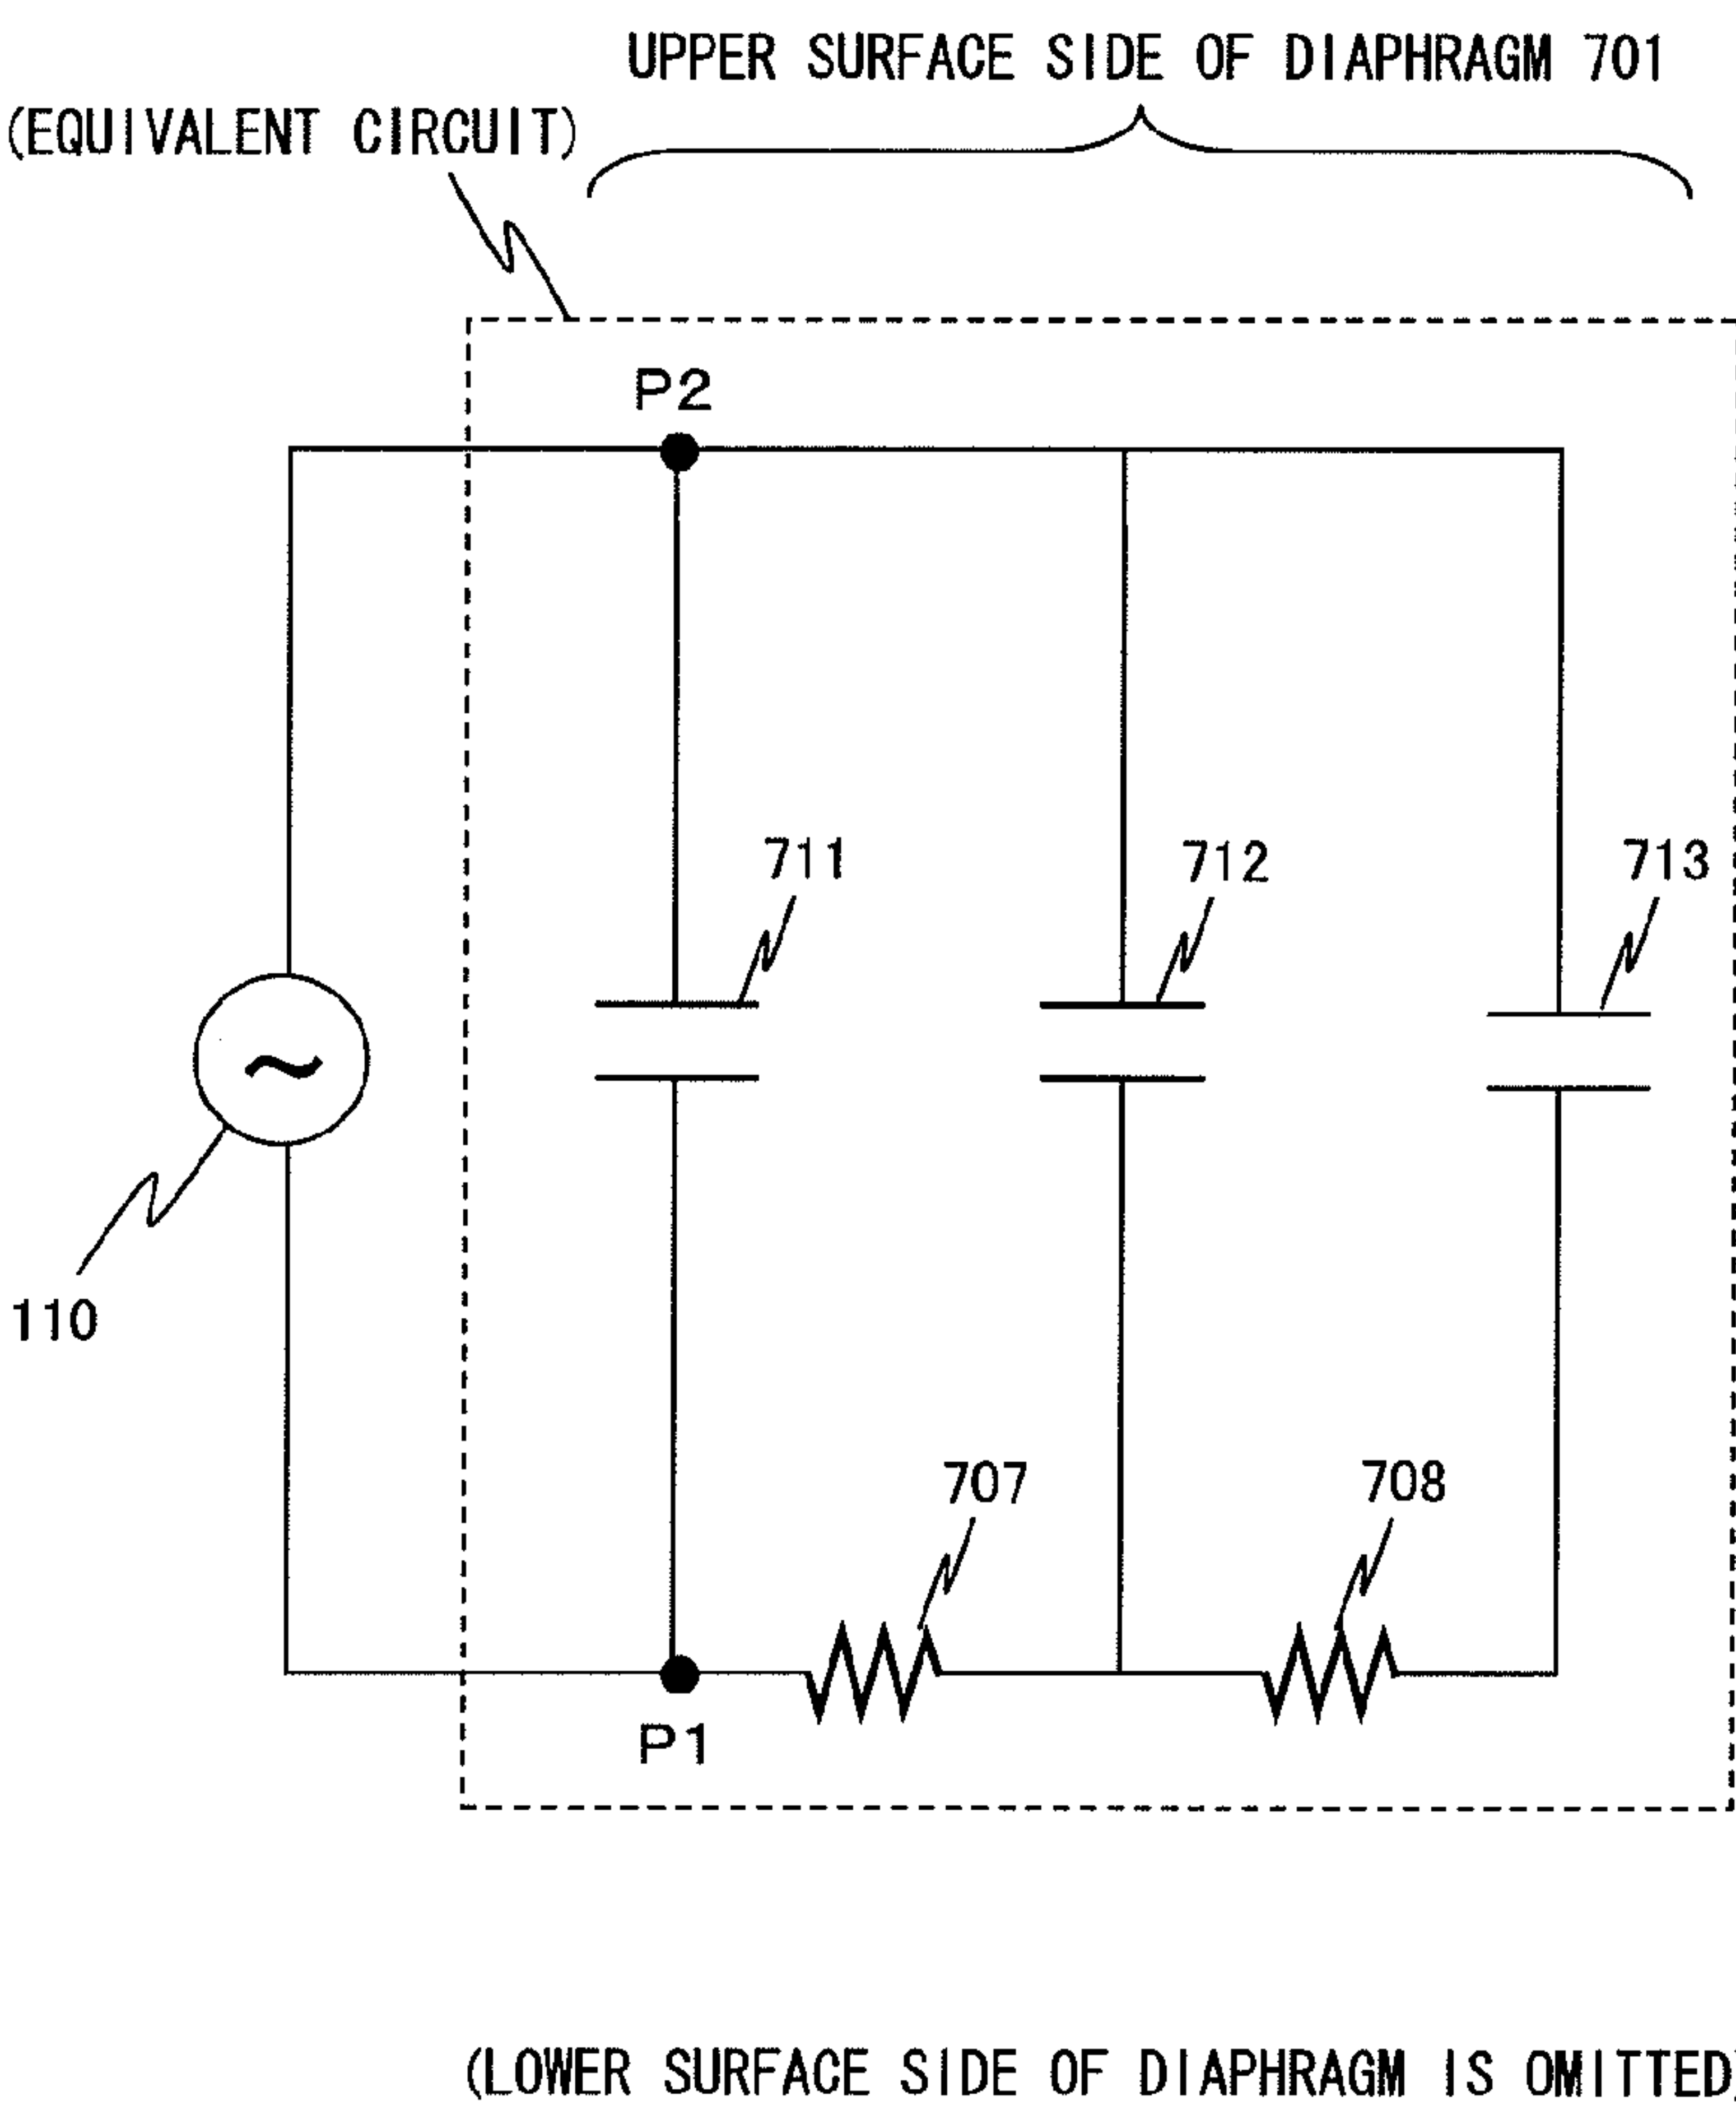 UPPER SURFACE SIDE OF DIAPHRAGM 701
(EQUIVALENT CIRCUIT)
P2
711
712
713
~
110
707
708
P1
(LOWER SURFACE SIDE OF DIAPHRAGM IS OMITTED)